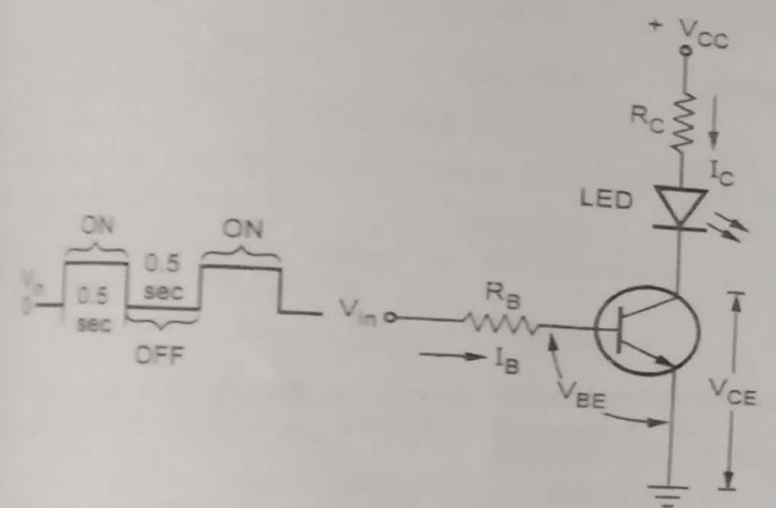 + VCC
RC
IC
LED
ON
ON
0.5
sec
Vin
0
0.5
sec
OFF
Vin
RB
IB
VBE
VCE